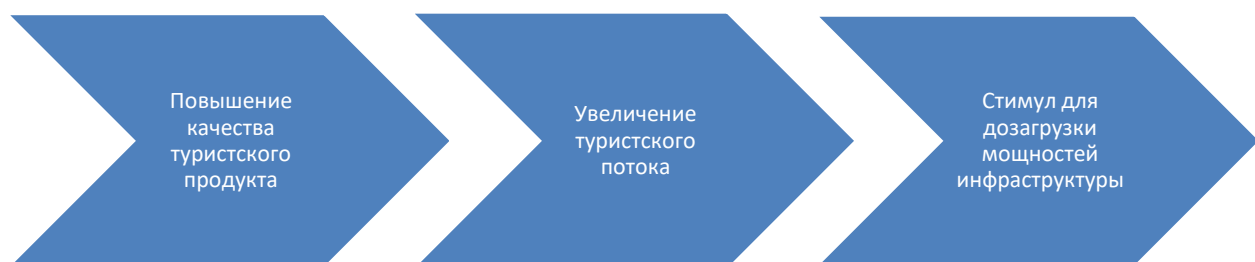 Повышение
качества
туристского
продукта
Увеличение
туристского
потока
Стимул для
дозагрузки
мощностей
инфраструктуры